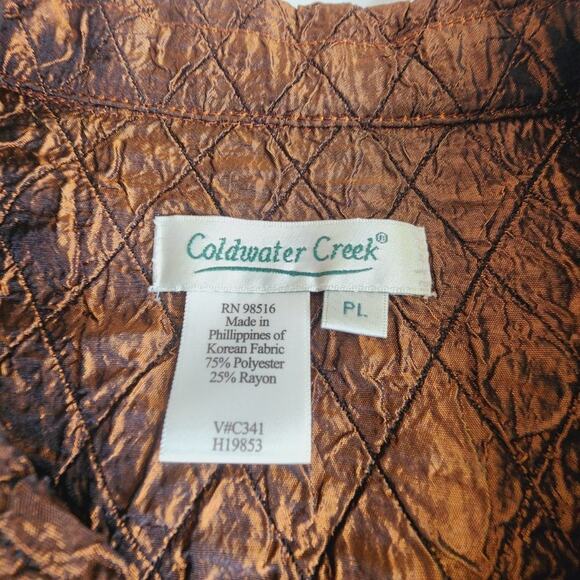 Coldwater Creek®
PL
RN 98516
Made in
Phillippines of
Korean Fabric
75% Polyester
25% Rayon
V#C341
H19853